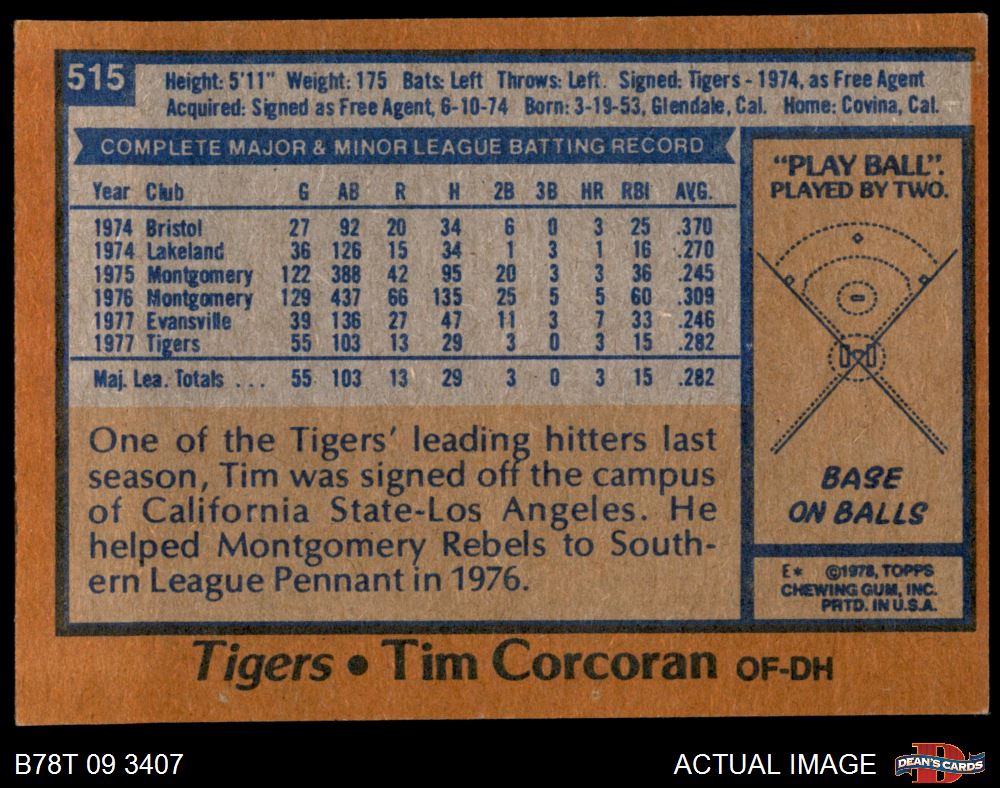 515
Height: 5'11" Weight: 175 Bats: Left Throws: Left. Signed: Tigers - 1974, as Free Agent
Acquired: Signed as Free Agent, 6-10-74 Born: 3-19-53, Glendale, Cal. Home: Covina, Cal.
COMPLETE MAJOR & MINOR LEAGUE BATTING RECORD
Year Club G AB R H 2B 3B HR RBI AVG.
1974 Bristol 27 92 20 34 6 0 3 25 .370
1974 Lakeland 36 126 15 34 1 3 1 16 .270
1975 Montgomery 122 388 42 95 20 3 3 36 .245
1976 Montgomery 129 437 66 135 25 5 5 60 .309
1977 Evansville 39 136 27 47 11 3 7 33 .246
1977 Tigers 55 103 13 29 3 0 3 15 .282
Maj. Lea. Totals ... 55 103 13 29 3 0 3 15 .282
One of the Tigers' leading hitters last
season, Tim was signed off the campus
of California State-Los Angeles. He
helped Montgomery Rebels to South-
ern League Pennant in 1976.
"PLAY BALL".
PLAYED BY TWO.
BASE
ON BALLS
E* ©1978, TOPPS
CHEWING GUM, INC.
PRTD. IN U.S.A.
Tigers • Tim Corcoran OF-DH
B78T 09 3407
ACTUAL IMAGE
D
DEAN'S CARDS